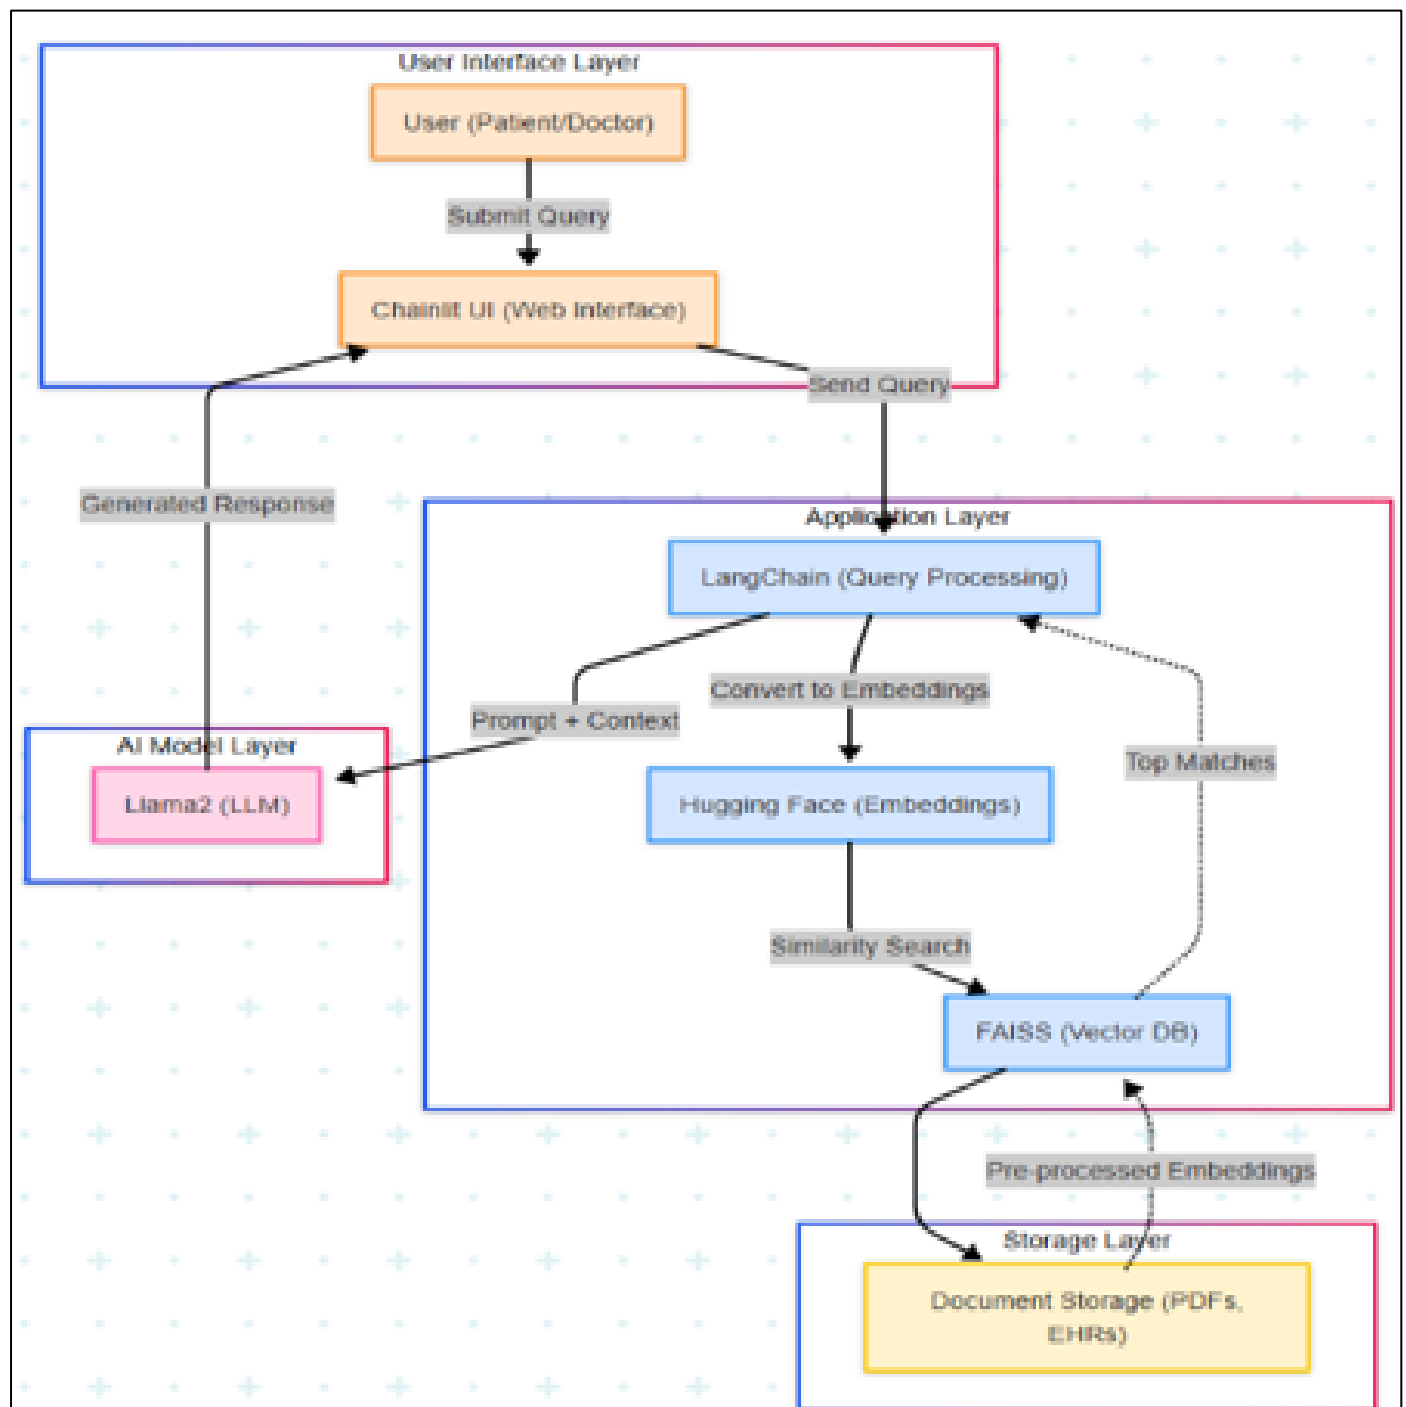 User Interface Layer
User (Patient/Doctor)
Submit Query
Chainlit UI (Web Interface)
Send Query
Generated Response
Application Layer
LangChain (Query Processing)
Convert to Embeddings
Prompt + Context
AI Model Layer
Top Matches
Llama2 (LLM)
Hugging Face (Embeddings)
Similarity Search
FAISS (Vector DB)
Pre-processed Embeddings
Storage Layer
Document Storage (PDFs,
EHRs)